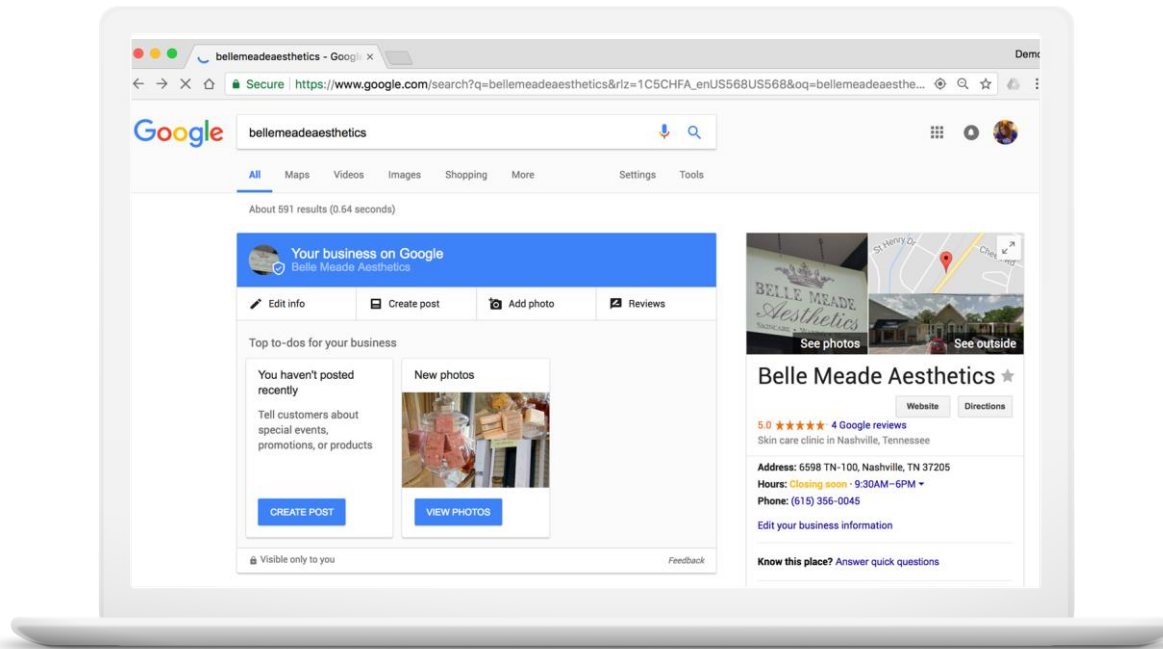 bellemeadeaesthetics - Googl
Demo
Secure https://www.google.com/search?q=bellemeadeaesthetics&rlz=1C5CHFA_enUS568US568&oq=bellemeadeaesthe...
Google
bellemeadeaesthetics
All Maps Videos Images Shopping More Settings Tools
About 591 results (0.64 seconds)
Your business on Google
Belle Meade Aesthetics
Edit info Create post Add photo Reviews
Top to-dos for your business
You haven't posted
recently
Tell customers about
special events,
promotions, or products
CREATE POST
New photos
VIEW PHOTOS
Visible only to you
Feedback
BELLE MEADE
Aesthetics
St Henry Dr
See photos
See outside
Belle Meade Aesthetics
Website Directions
5.0 ★★★★★ 4 Google reviews
Skin care clinic in Nashville, Tennessee
Address: 6598 TN-100, Nashville, TN 37205
Hours: Closing soon · 9:30AM–6PM
Phone: (615) 356-0045
Edit your business information
Know this place? Answer quick questions